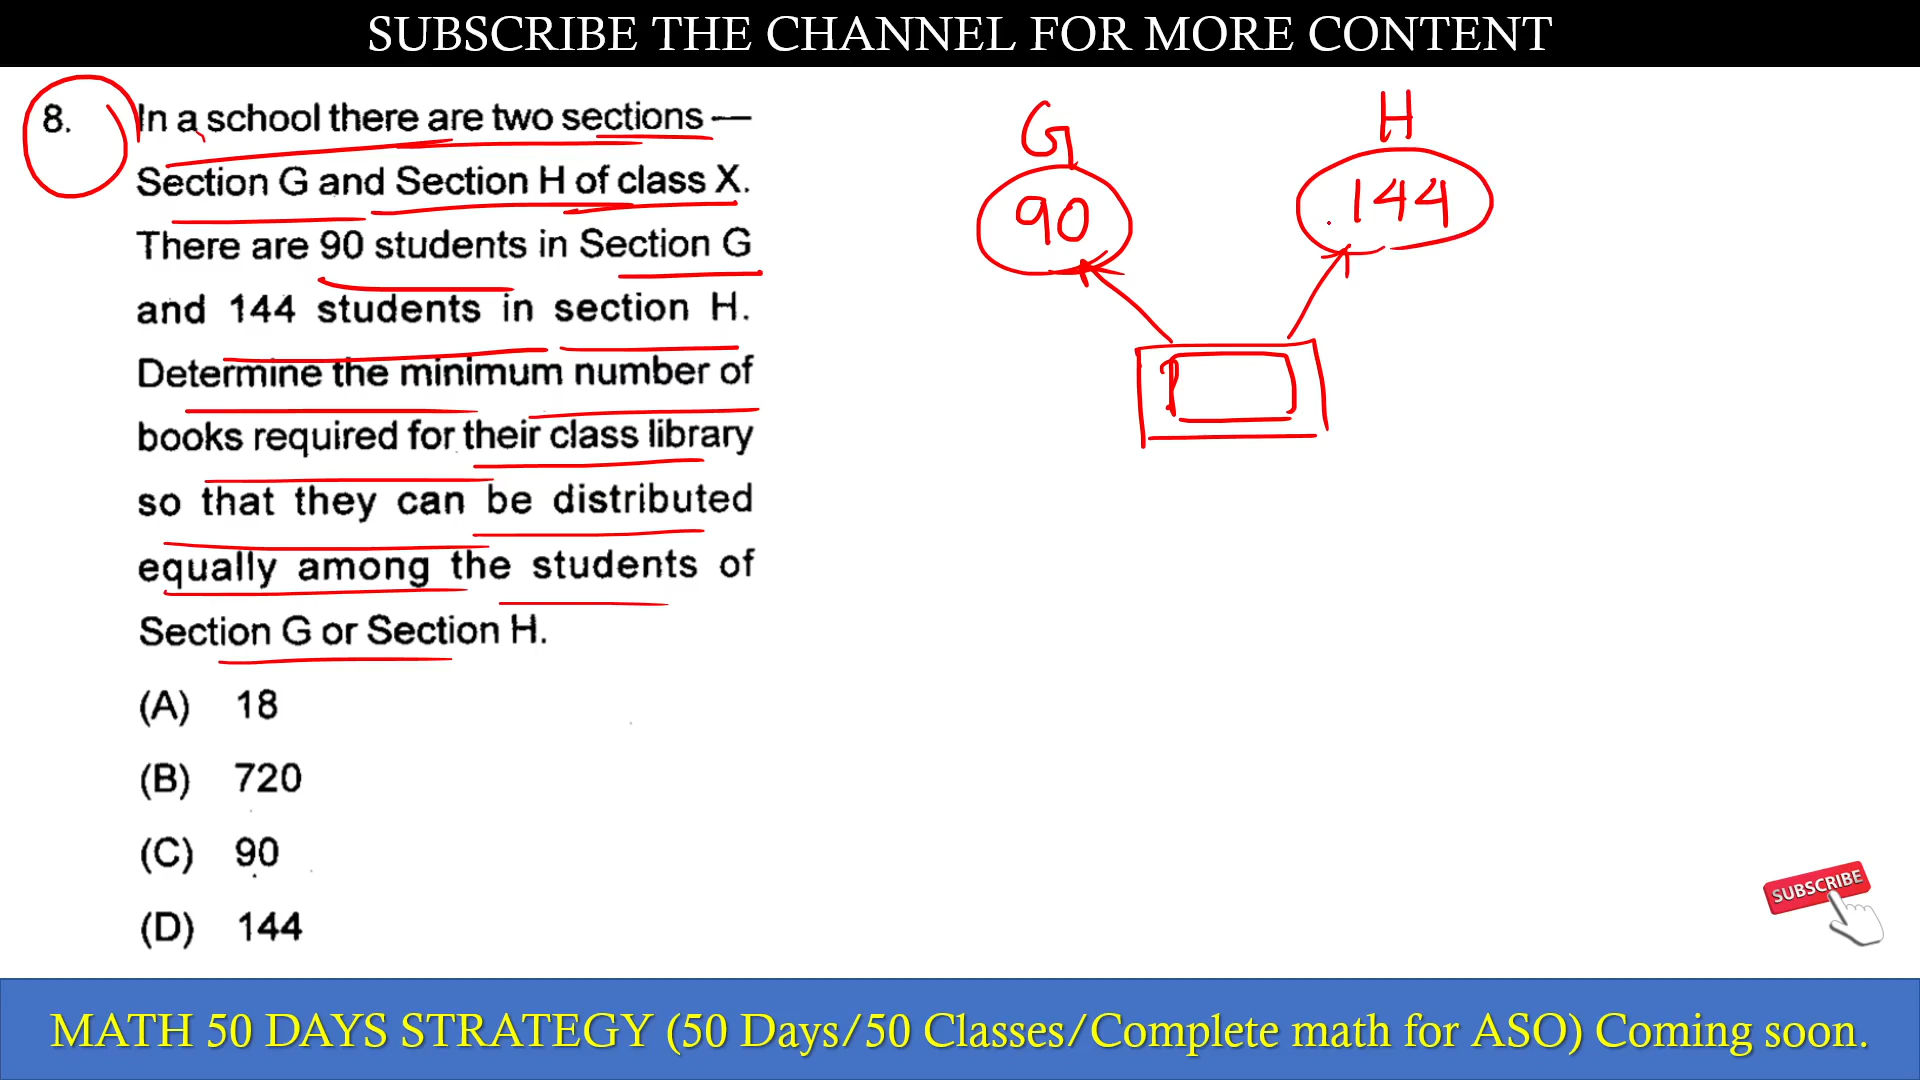 SUBSCRIBE THE CHANNEL FOR MORE CONTENT
8. In a school there are two sections —
Section G and Section H of class X.
There are 90 students in Section G
and 144 students in section H.
Determine the minimum number of
books required for their class library
so that they can be distributed
equally among the students of
Section G or Section H.
(A) 18
(B) 720
(C) 90
(D) 144
G
90
H
144
SUBSCRIBE
MATH 50 DAYS STRATEGY (50 Days/50 Classes/Complete math for ASO) Coming soon.